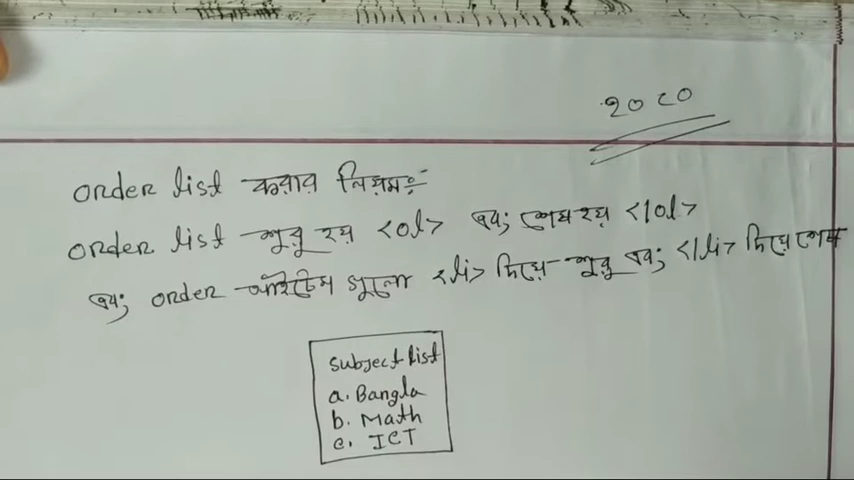 2020
order list করার নিয়মঃ-
order list শুরু হয় <ol> এবং শেষ হয় </ol>
এবং order আইটেম গুলো <li> দিয়ে শুরু এবং </li> দিয়ে শেষ
Subject list
a. Bangla
b. Math
c. ICT